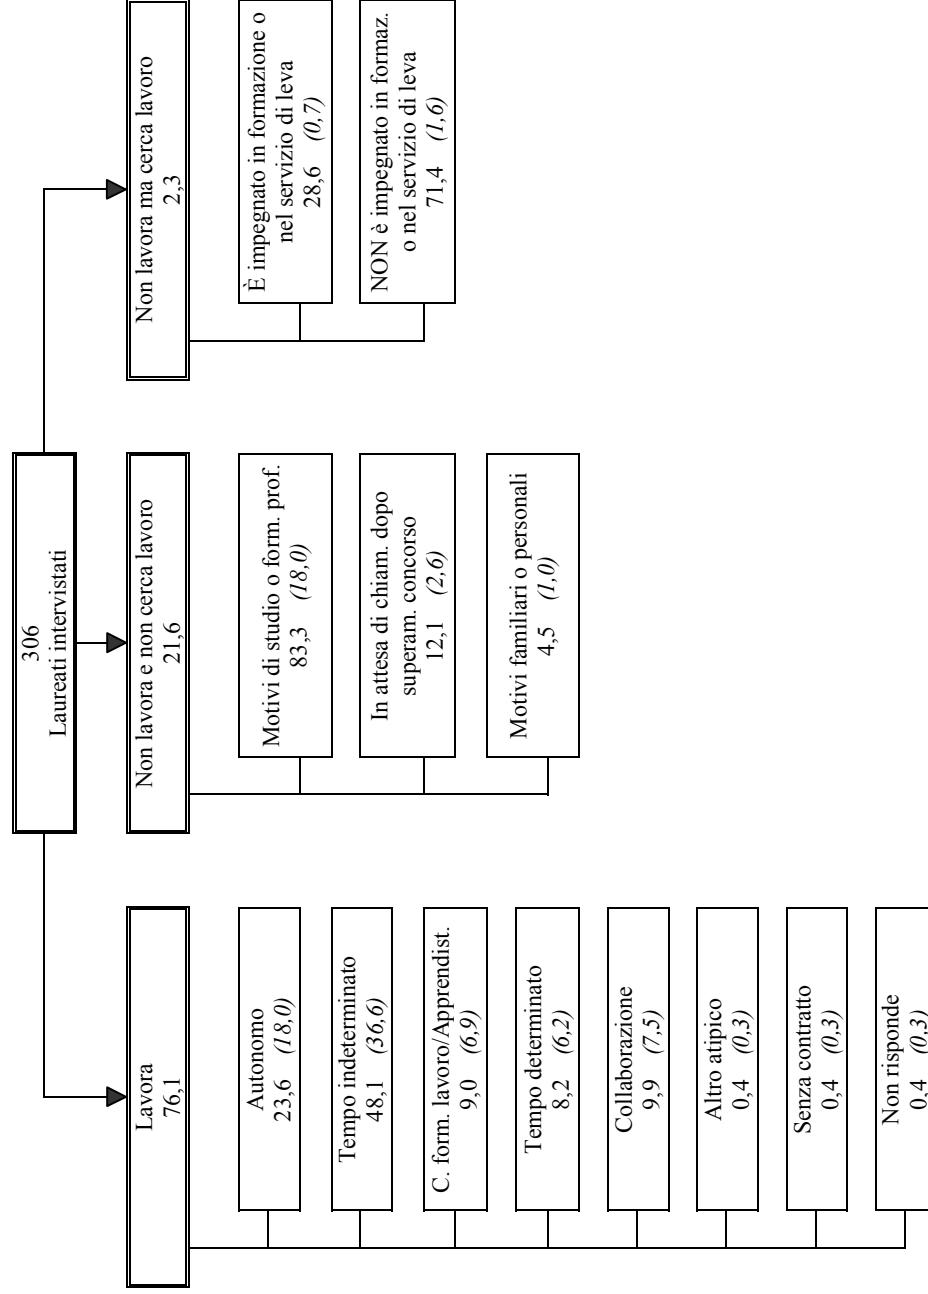 306
Laureati intervistati
Lavora
76,1
Autonomo
23,6 (18,0)
Tempo indeterminato
48,1 (36,6)
C. form. lavoro/Apprendist.
9,0 (6,9)
Tempo determinato
8,2 (6,2)
Collaborazione
9,9 (7,5)
Altro atipico
0,4 (0,3)
Senza contratto
0,4 (0,3)
Non risponde
0,4 (0,3)
Non lavora e non cerca lavoro
21,6
Motivi di studio o form. prof.
83,3 (18,0)
In attesa di chiam. dopo
superam. concorso
12,1 (2,6)
Motivi familiari o personali
4,5 (1,0)
Non lavora ma cerca lavoro
2,3
È impegnato in formazione o
nel servizio di leva
28,6 (0,7)
NON è impegnato in formaz.
o nel servizio di leva
71,4 (1,6)